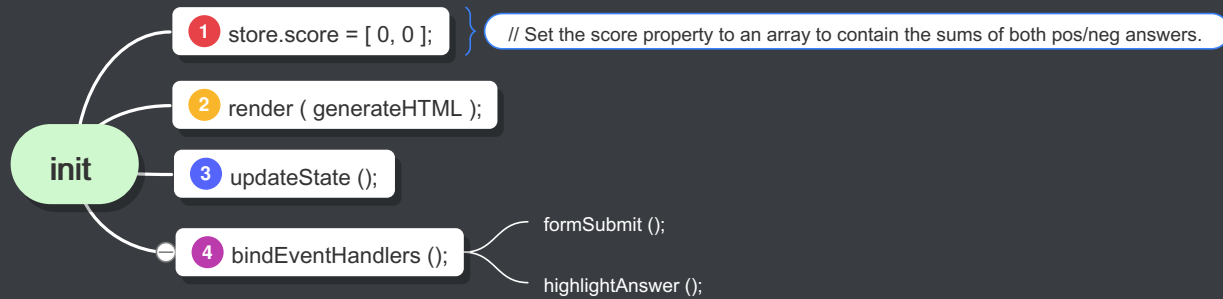 1 store.score = [ 0, 0 ];
// Set the score property to an array to contain the sums of both pos/neg answers.
2 render ( generateHTML );
init
3 updateState ();
4 bindEventHandlers ();
formSubmit ();
highlightAnswer ();